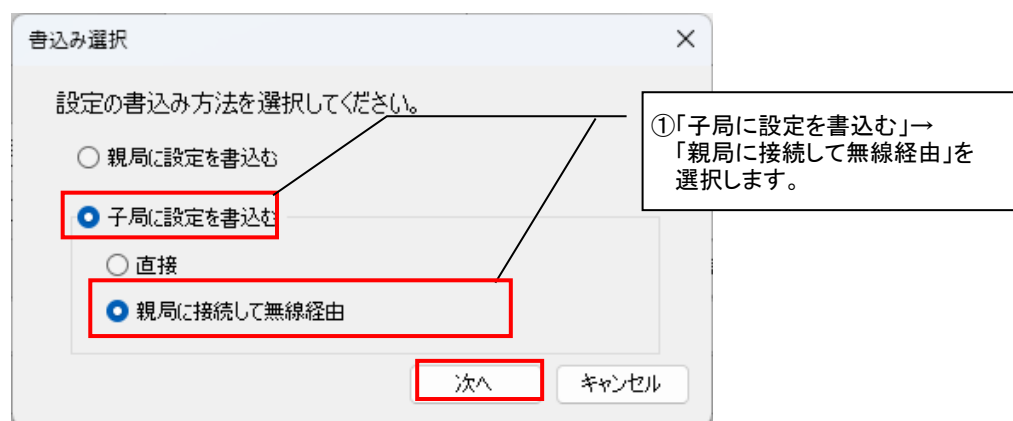 書込み選択
設定の書込み方法を選択してください。
親局に設定を書込む
子局に設定を書込む
直接
親局に接続して無線経由
次へ
キャンセル
①「子局に設定を書込む」→
「親局に接続して無線経由」を
選択します。